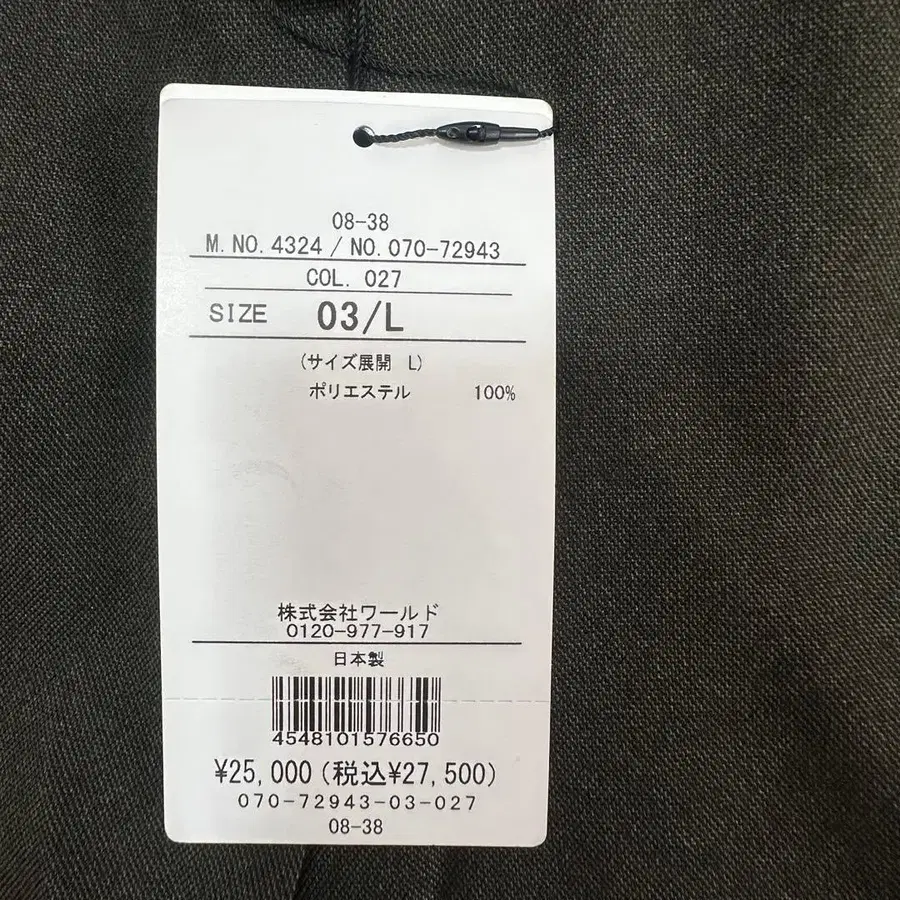 08-38
M.NO.4324 / NO.070-72943
COL. 027
SIZE 03/L
(サイズ展開 L)
ポリエステル 100%
株式会社ワールド
0120-977-917
日本製
4548101576650
¥25,000(税込¥27,500)
070-72943-03-027
08-38